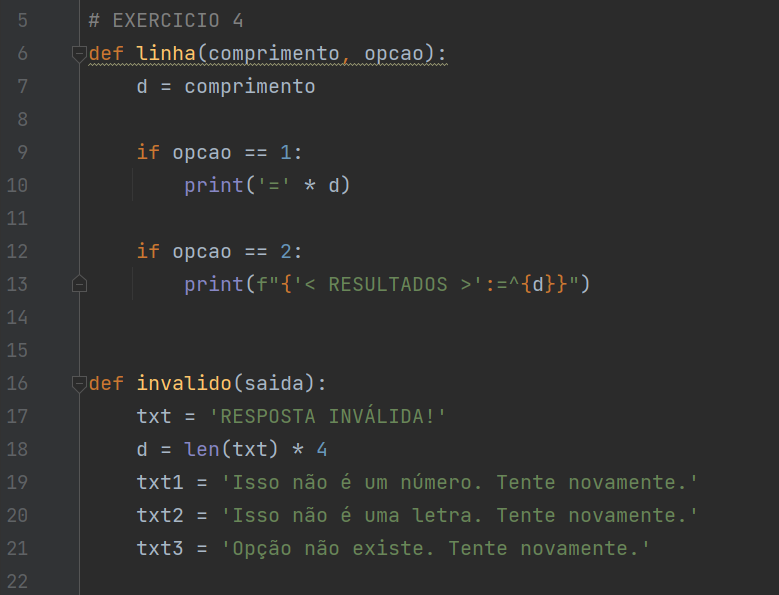 5 # EXERCICIO 4
6 def linha(comprimento, opcao):
7     d = comprimento
8
9     if opcao == 1:
10         print('=' * d)
11
12     if opcao == 2:
13         print(f"{'< RESULTADOS >':=^{d}}")
14
15
16 def invalido(saida):
17     txt = 'RESPOSTA INVÁLIDA!'
18     d = len(txt) * 4
19     txt1 = 'Isso não é um número. Tente novamente.'
20     txt2 = 'Isso não é uma letra. Tente novamente.'
21     txt3 = 'Opção não existe. Tente novamente.'
22